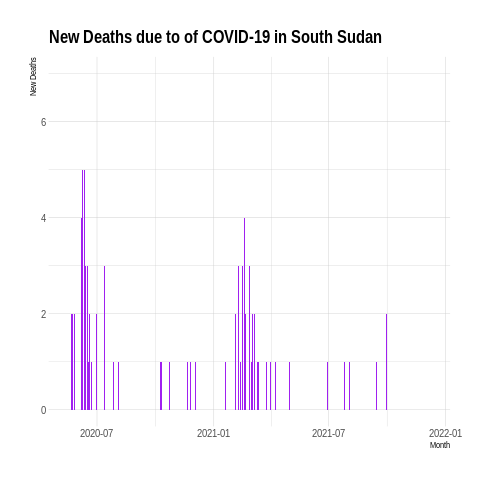 New Deaths due to of COVID-19 in South Sudan
New Deaths
6
4
2
0
2020-07
2021-01
2021-07
2022-01
Month